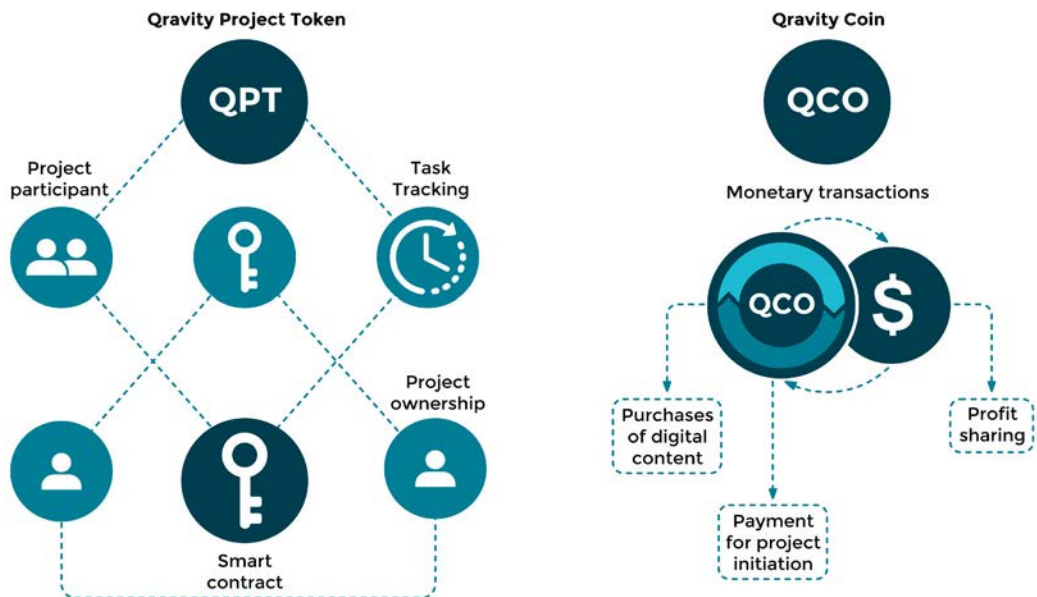 Qravity Project Token
QPT
Project
participant
Task
Tracking
Project
ownership
Smart
contract
Qravity Coin
QCO
Monetary transactions
QCO
$
Purchases
of digital
content
Profit
sharing
Payment
for project
initiation